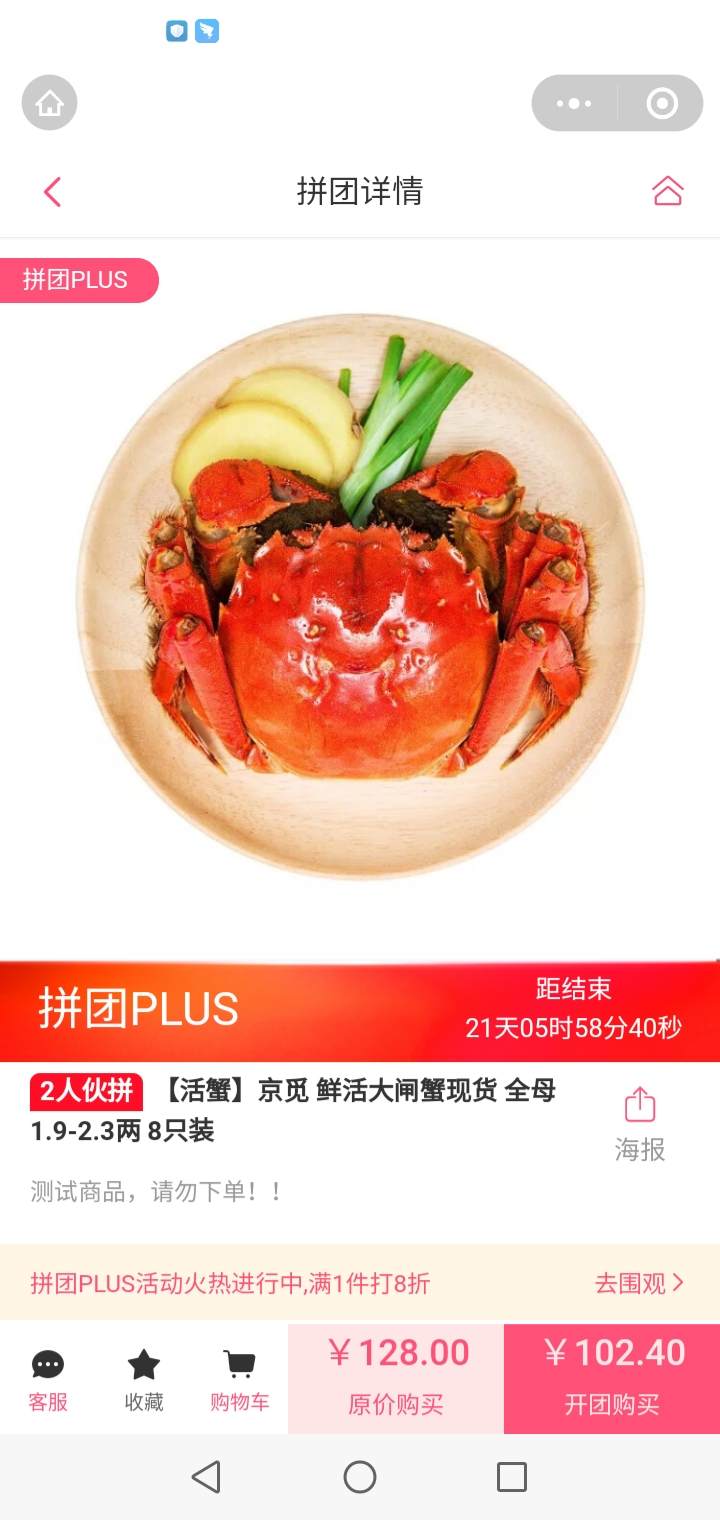 拼团详情
拼团PLUS
拼团PLUS
距结束
21天05时58分40秒
2人伙拼 【活蟹】京觅 鲜活大闸蟹现货 全母
1.9-2.3两 8只装
海报
测试商品，请勿下单！！
拼团PLUS活动火热进行中,满1件打8折
去围观
客服
收藏
购物车
￥128.00
原价购买
￥102.40
开团购买